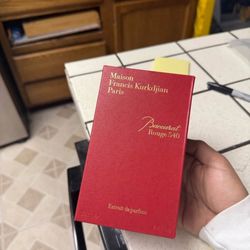 Maison
Francis Kurkdjian
Paris
Baccarat
Rouge 540
Extrait de parfum